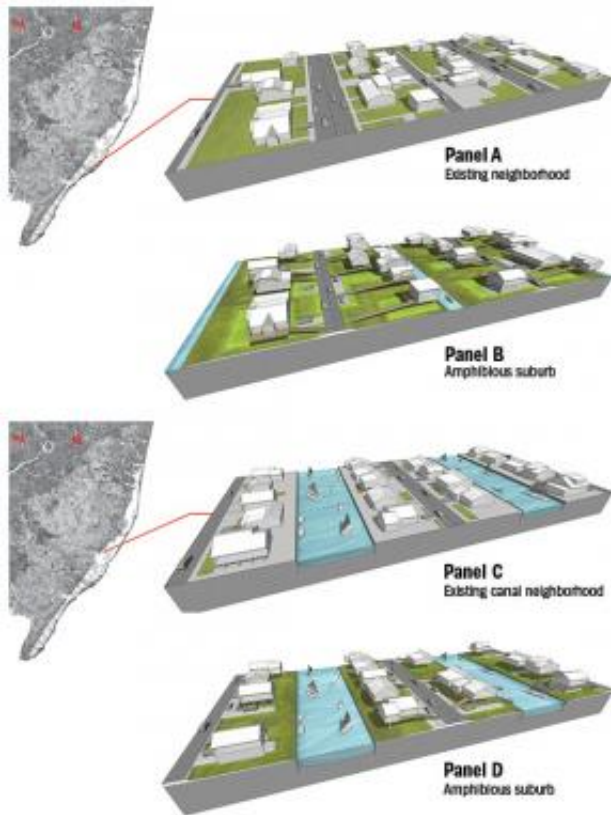 Panel A
Existing neighborhood
Panel B
Amphibious suburb
Panel C
Existing canal neighborhood
Panel D
Amphibious suburb